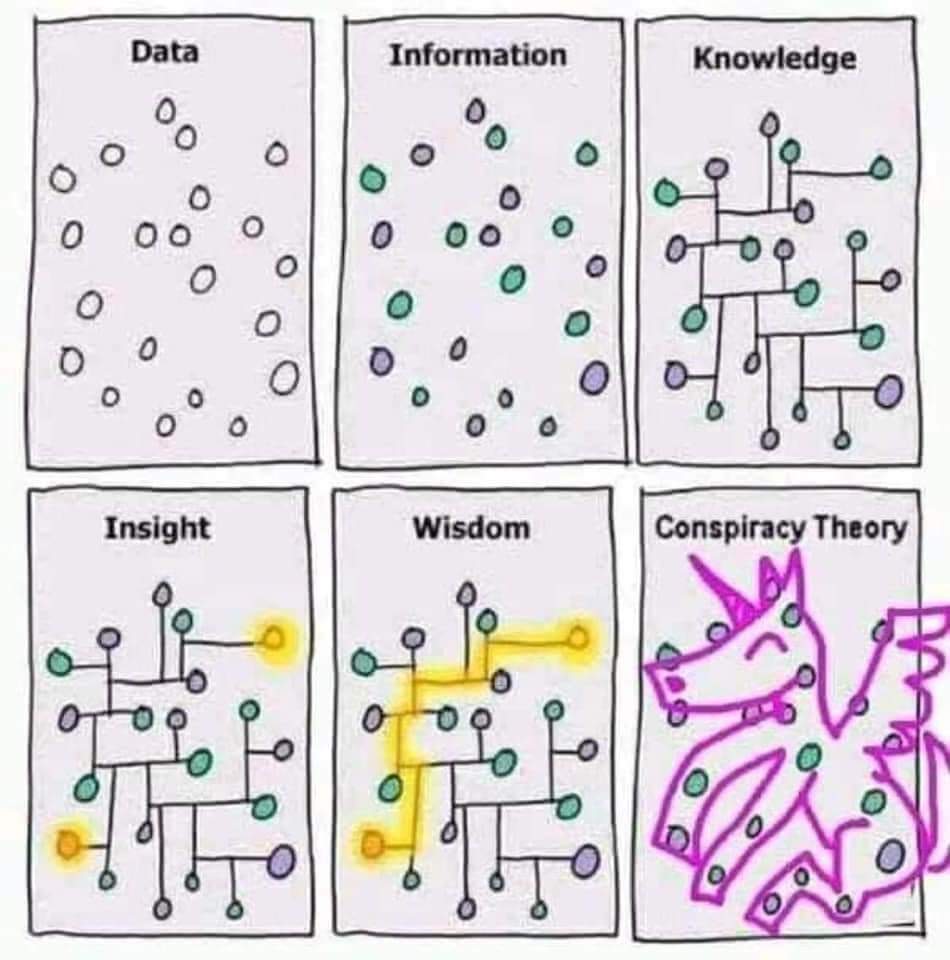 Data
Information
Knowledge
Insight
Wisdom
Conspiracy Theory